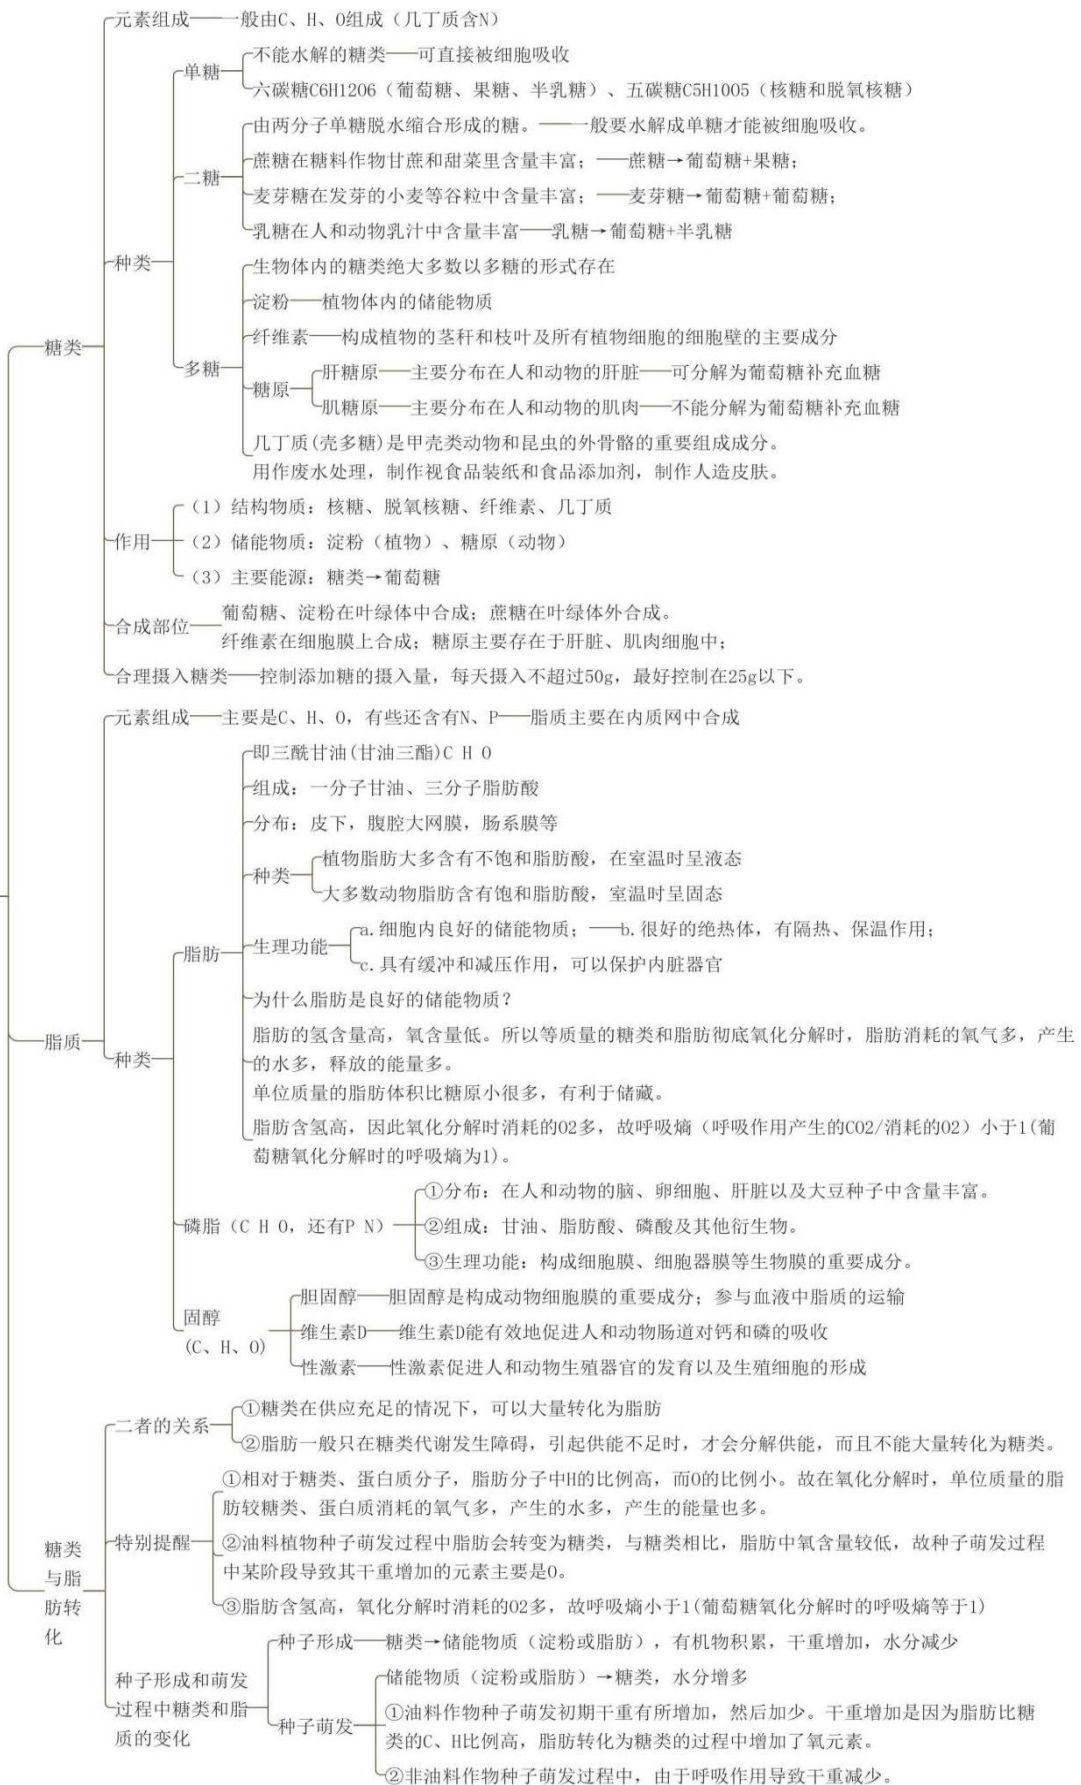 元素组成——一般由C、H、O组成（几丁质含N）
单糖
不能水解的糖类——可直接被细胞吸收
六碳糖C6H12O6（葡萄糖、果糖、半乳糖）、五碳糖C5H10O5（核糖和脱氧核糖）
二糖
由两分子单糖脱水缩合形成的糖。——一般要水解成单糖才能被细胞吸收。
蔗糖在糖料作物甘蔗和甜菜里含量丰富；——蔗糖→葡萄糖+果糖；
麦芽糖在发芽的小麦等谷粒中含量丰富；——麦芽糖→葡萄糖+葡萄糖；
乳糖在人和动物乳汁中含量丰富——乳糖→葡萄糖+半乳糖
种类
生物体内的糖类绝大多数以多糖的形式存在
淀粉——植物体内的储能物质
纤维素——构成植物的茎秆和枝叶及所有植物细胞的细胞壁的主要成分
糖类
多糖
糖原
肝糖原——主要分布在人和动物的肝脏——可分解为葡萄糖补充血糖
肌糖原——主要分布在人和动物的肌肉——不能分解为葡萄糖补充血糖
几丁质(壳多糖)是甲壳类动物和昆虫的外骨骼的重要组成成分。
用作废水处理，制作视食品装纸和食品添加剂，制作人造皮肤。
作用
（1）结构物质：核糖、脱氧核糖、纤维素、几丁质
（2）储能物质：淀粉（植物）、糖原（动物）
（3）主要能源：糖类→葡萄糖
合成部位
葡萄糖、淀粉在叶绿体中合成；蔗糖在叶绿体外合成。
纤维素在细胞膜上合成；糖原主要存在于肝脏、肌肉细胞中；
合理摄入糖类——控制添加糖的摄入量，每天摄入不超过50g，最好控制在25g以下。
元素组成——主要是C、H、O，有些还含有N、P——脂质主要在内质网中合成
即三酰甘油(甘油三酯)C H O
组成：一分子甘油、三分子脂肪酸
分布：皮下，腹腔大网膜，肠系膜等
种类
植物脂肪大多含有不饱和脂肪酸，在室温时呈液态
大多数动物脂肪含有饱和脂肪酸，室温时呈固态
脂肪
生理功能
a.细胞内良好的储能物质；——b.很好的绝热体，有隔热、保温作用；
c.具有缓冲和减压作用，可以保护内脏器官
为什么脂肪是良好的储能物质？
脂质
种类
脂肪的氢含量高，氧含量低。所以等质量的糖类和脂肪彻底氧化分解时，脂肪消耗的氧气多，产生
的水多，释放的能量多。
单位质量的脂肪体积比糖原小很多，有利于储藏。
脂肪含氢高，因此氧化分解时消耗的O2多，故呼吸熵（呼吸作用产生的CO2/消耗的O2）小于1(葡
萄糖氧化分解时的呼吸熵为1)。
磷脂（C H O，还有P N）
①分布：在人和动物的脑、卵细胞、肝脏以及大豆种子中含量丰富。
②组成：甘油、脂肪酸、磷酸及其他衍生物。
③生理功能：构成细胞膜、细胞器膜等生物膜的重要成分。
固醇
(C、H、O)
胆固醇——胆固醇是构成动物细胞膜的重要成分；参与血液中脂质的运输
维生素D——维生素D能有效地促进人和动物肠道对钙和磷的吸收
性激素——性激素促进人和动物生殖器官的发育以及生殖细胞的形成
二者的关系
①糖类在供应充足的情况下，可以大量转化为脂肪
②脂肪一般只在糖类代谢发生障碍，引起供能不足时，才会分解供能，而且不能大量转化为糖类。
糖类
与脂
肪转
化
特别提醒
①相对于糖类、蛋白质分子，脂肪分子中H的比例高，而O的比例小。故在氧化分解时，单位质量的脂
肪较糖类、蛋白质消耗的氧气多，产生的水多，产生的能量也多。
②油料植物种子萌发过程中脂肪会转变为糖类，与糖类相比，脂肪中氧含量较低，故种子萌发过程
中某阶段导致其干重增加的元素主要是O。
③脂肪含氢高，氧化分解时消耗的O2多，故呼吸熵小于1(葡萄糖氧化分解时的呼吸熵等于1)
种子形成和萌发
过程中糖类和脂
质的变化
种子形成——糖类→储能物质（淀粉或脂肪），有机物积累，干重增加，水分减少
种子萌发
储能物质（淀粉或脂肪）→糖类，水分增多
①油料作物种子萌发初期干重有所增加，然后加少。干重增加是因为脂肪比糖
类的C、H比例高，脂肪转化为糖类的过程中增加了氧元素。
②非油料作物种子萌发过程中，由于呼吸作用导致干重减少。